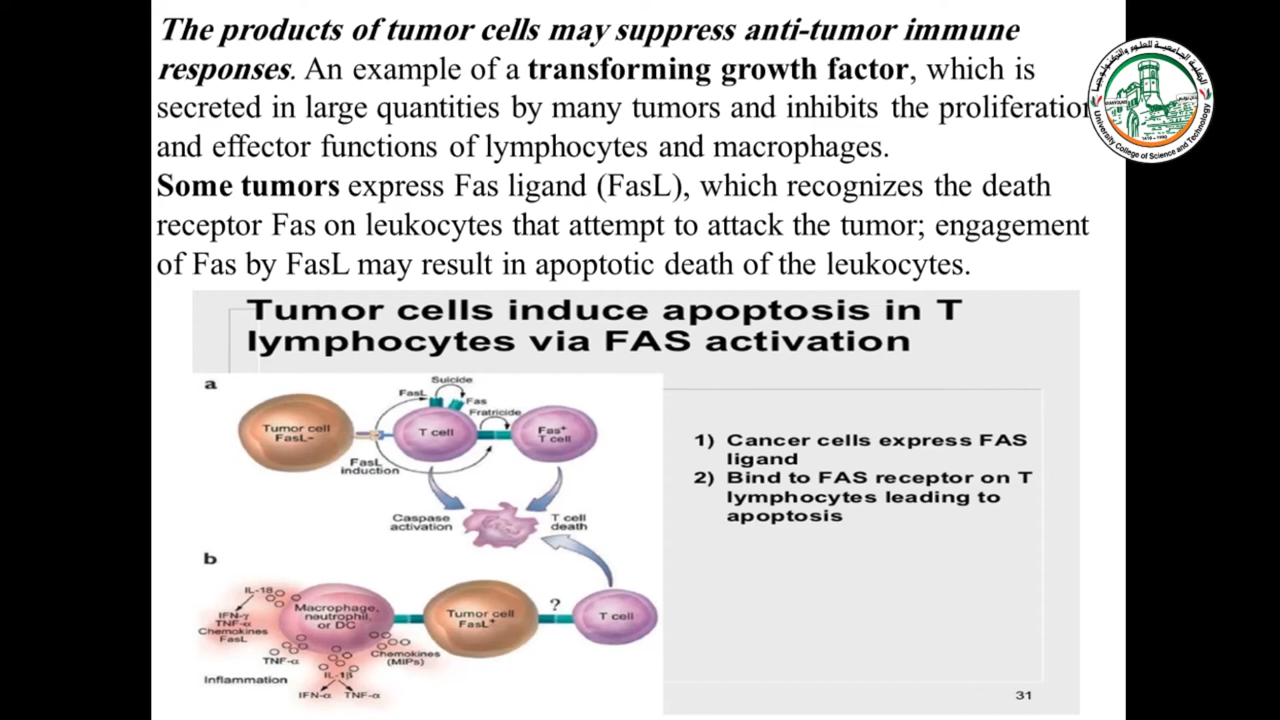 The products of tumor cells may suppress anti-tumor immune
responses. An example of a transforming growth factor, which is
secreted in large quantities by many tumors and inhibits the proliferation
and effector functions of lymphocytes and macrophages.
Some tumors express Fas ligand (FasL), which recognizes the death
receptor Fas on leukocytes that attempt to attack the tumor; engagement
of Fas by FasL may result in apoptotic death of the leukocytes.
University College of Science and Technology
Tumor cells induce apoptosis in T
lymphocytes via FAS activation
a
Suicide
FasL
Fas
Fratricide
Tumor cell
FasL-
T cell
Fas+
T cell
FasL
induction
Caspase
activation
T cell
death
b
IL-18
IFN-γ
TNF-α
Chemokines
FasL
Macrophage,
neutrophil,
or DC
Tumor cell
FasL+
?
T cell
TNF-α
Chemokines
(MIPs)
IL-1β
Inflammation
IFN-α TNF-α
1) Cancer cells express FAS
ligand
2) Bind to FAS receptor on T
lymphocytes leading to
apoptosis
31